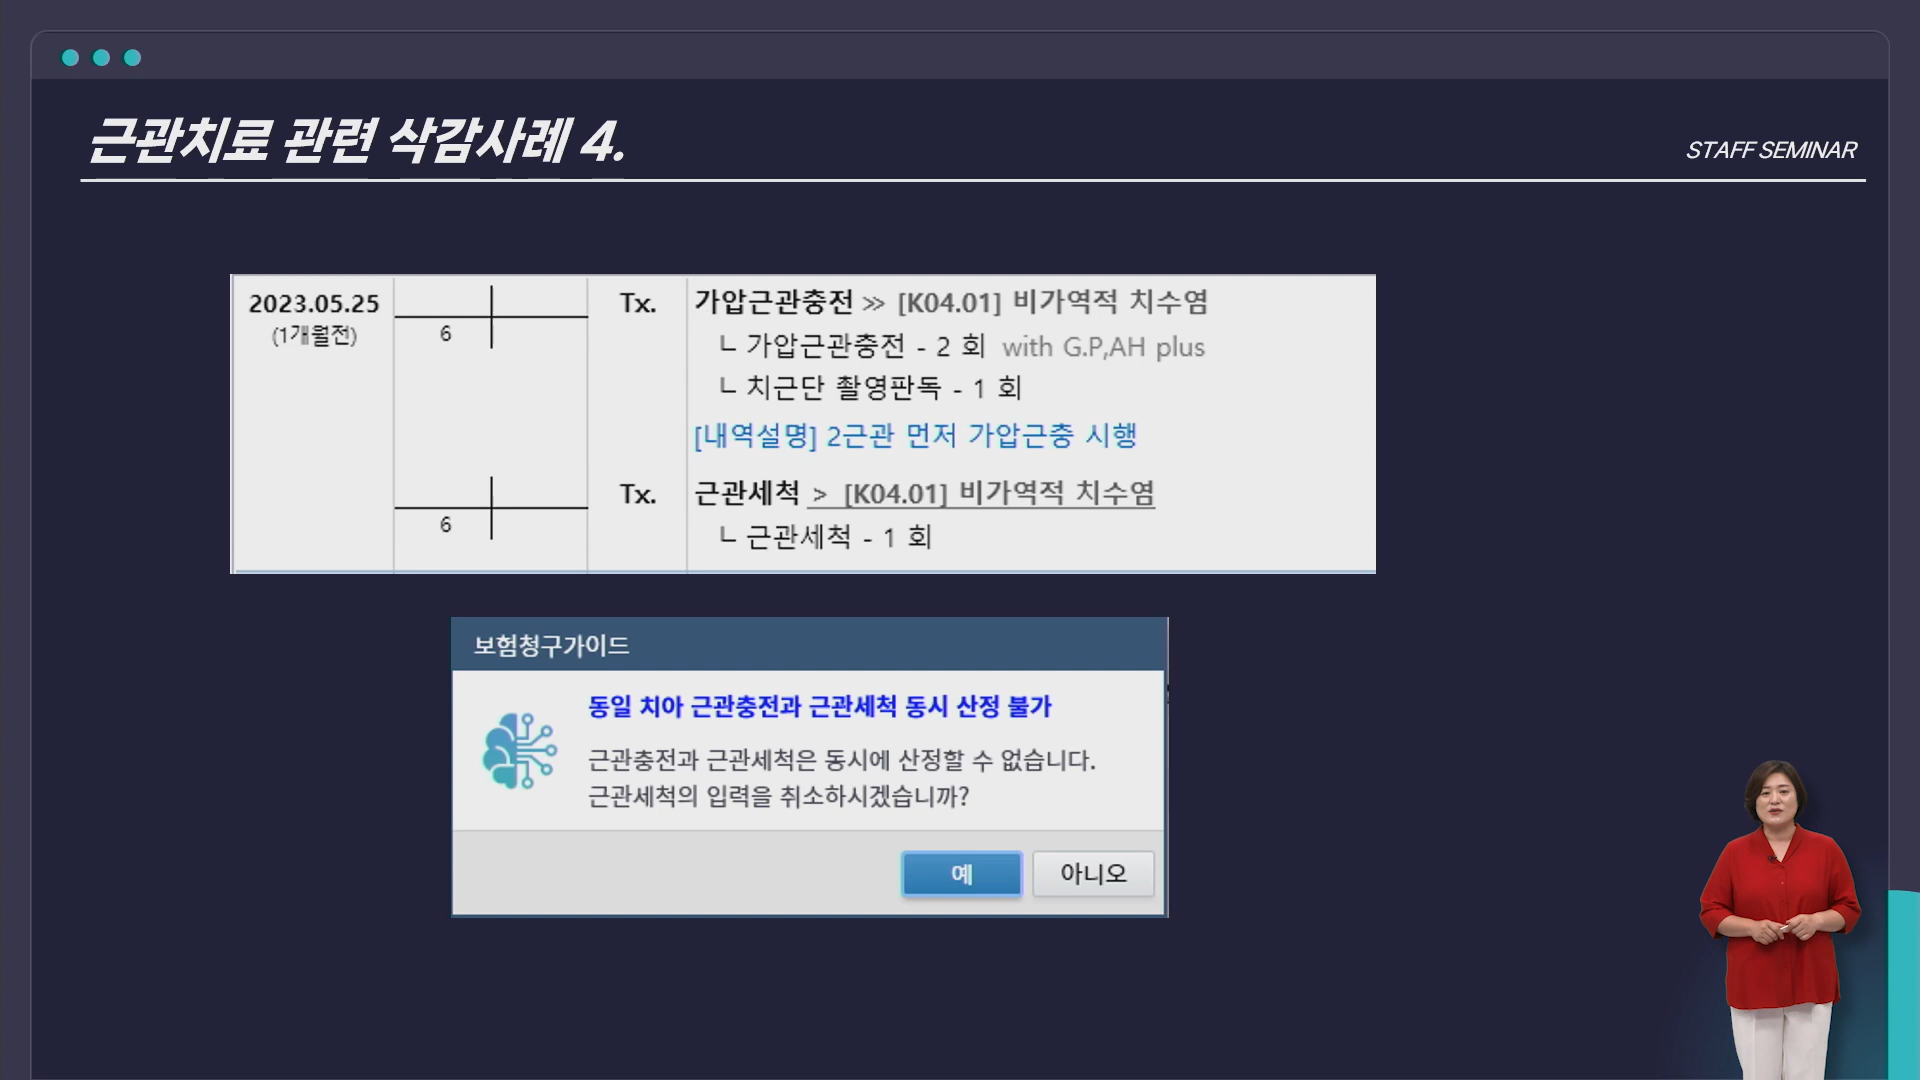 근관치료 관련 삭감사례 4.
STAFF SEMINAR
2023.05.25
(1개월전)
6
Tx.
가압근관충전 >> [K04.01] 비가역적 치수염
ㄴ 가압근관충전 - 2 회 with G.P,AH plus
ㄴ 치근단 촬영판독 - 1 회
[내역설명] 2근관 먼저 가압근충 시행
6
Tx.
근관세척 > [K04.01] 비가역적 치수염
ㄴ 근관세척 - 1 회
보험청구가이드
동일 치아 근관충전과 근관세척 동시 산정 불가
근관충전과 근관세척은 동시에 산정할 수 없습니다.
근관세척의 입력을 취소하시겠습니까?
예
아니오